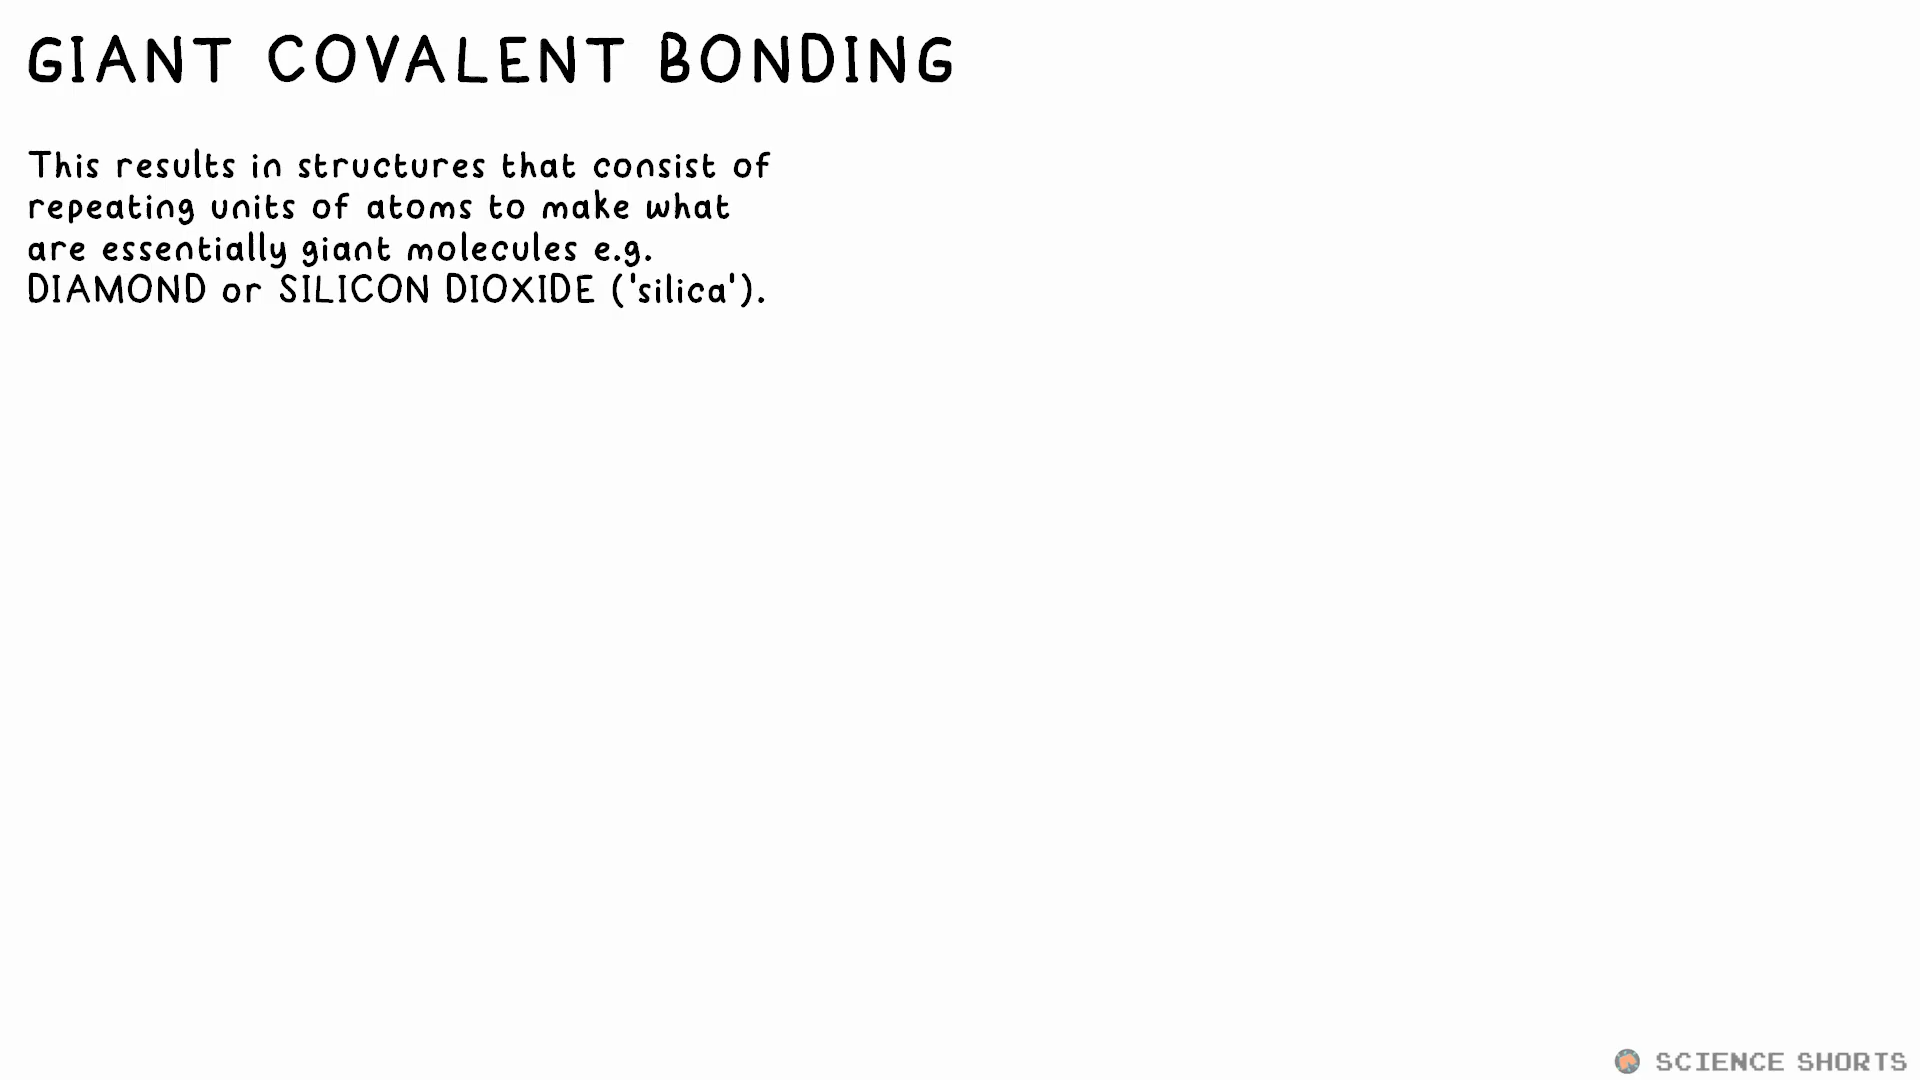 GIANT COVALENT BONDING
This results in structures that consist of
repeating units of atoms to make what
are essentially giant molecules e.g.
DIAMOND or SILICON DIOXIDE ('silica').
SCIENCE SHORTS